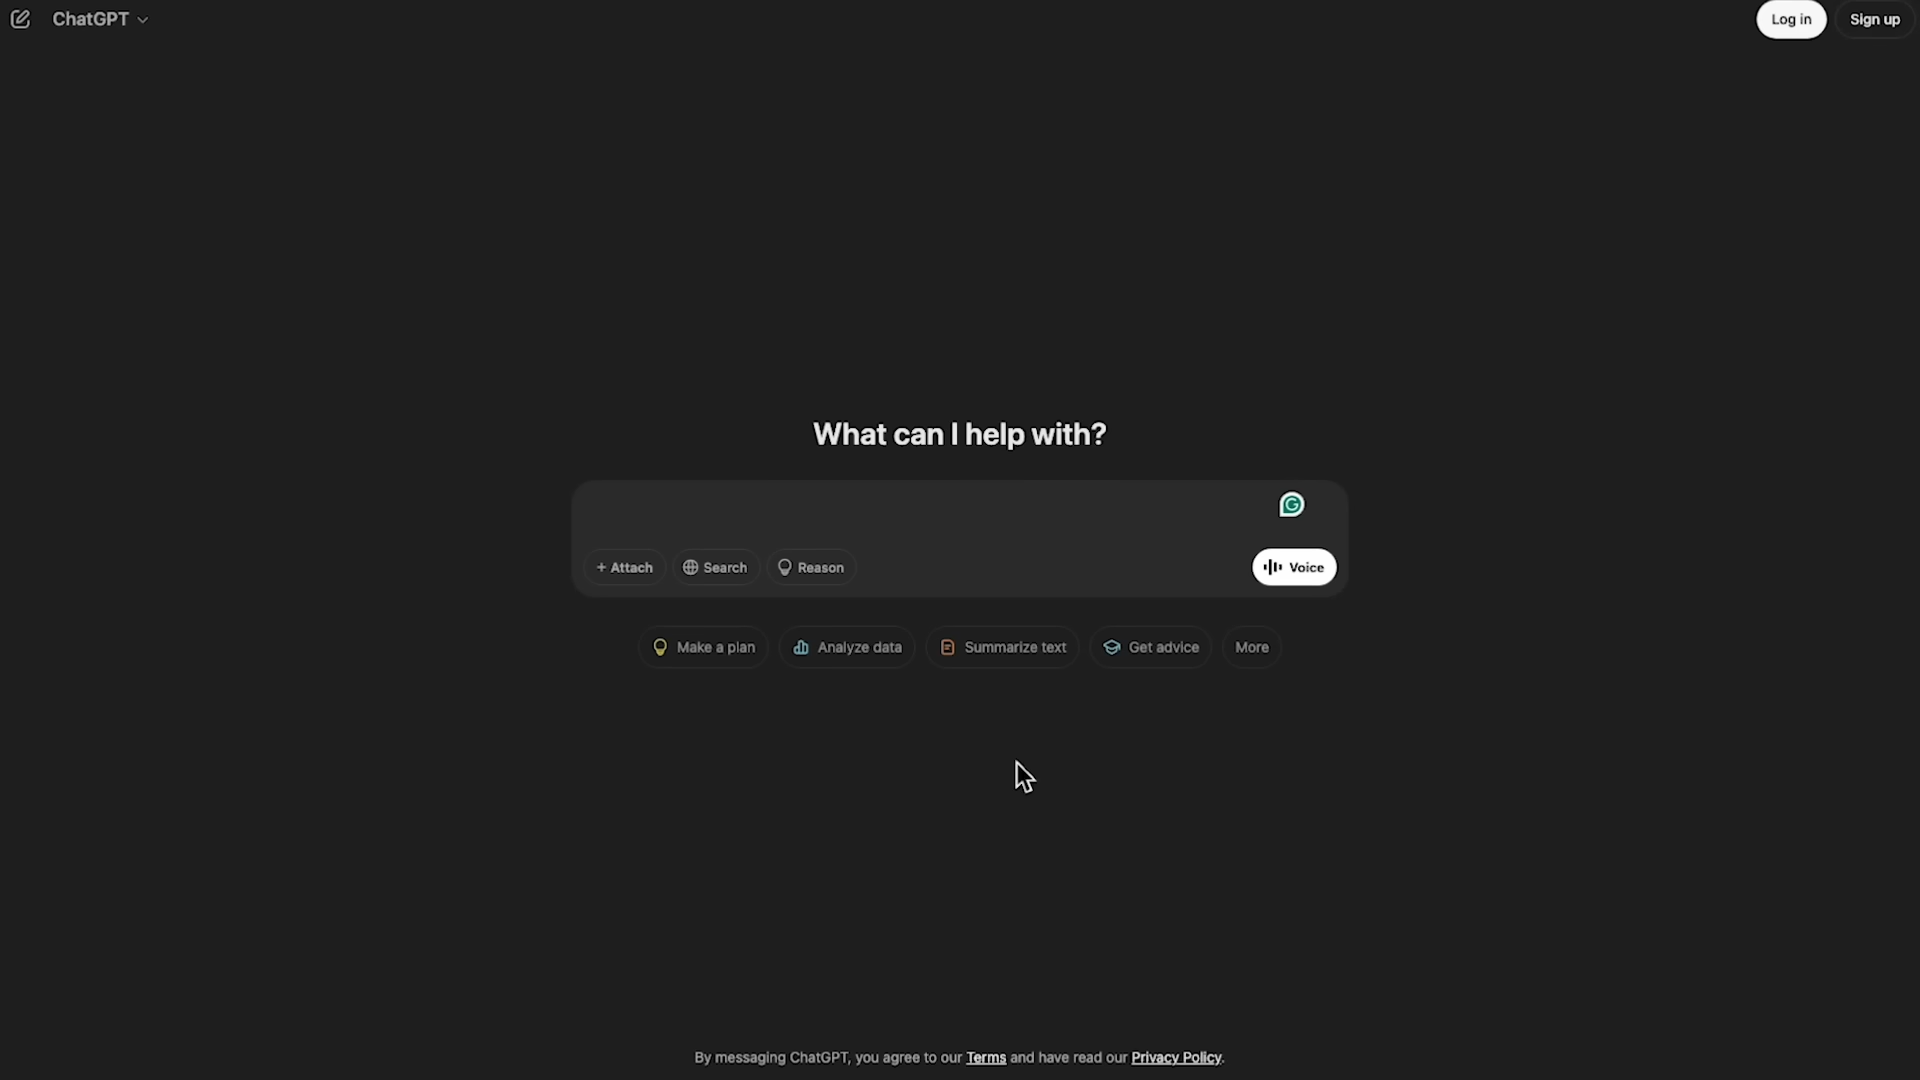 ChatGPT
Log in
Sign up
What can I help with?
+ Attach
Search
Reason
Voice
Make a plan
Analyze data
Summarize text
Get advice
More
By messaging ChatGPT, you agree to our Terms and have read our Privacy Policy.